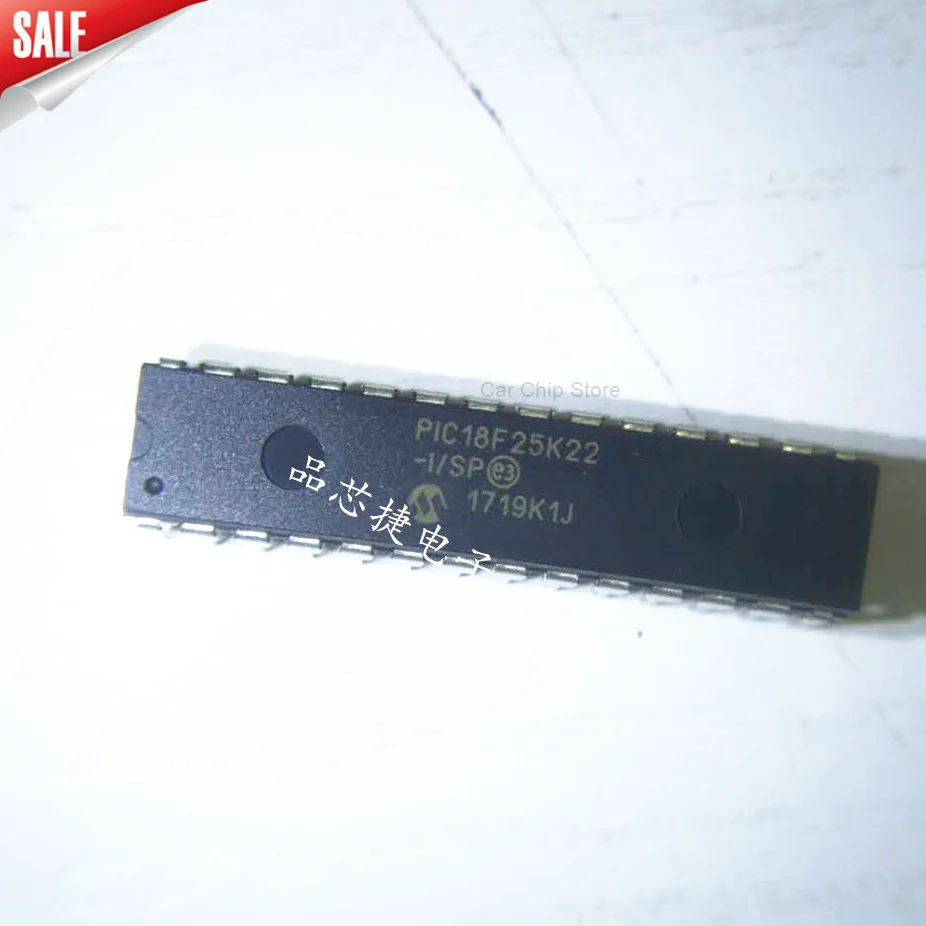 SALE
Car Chip Store
PIC18F25K22
-I/SP e3
1719K1J
品芯捷电子